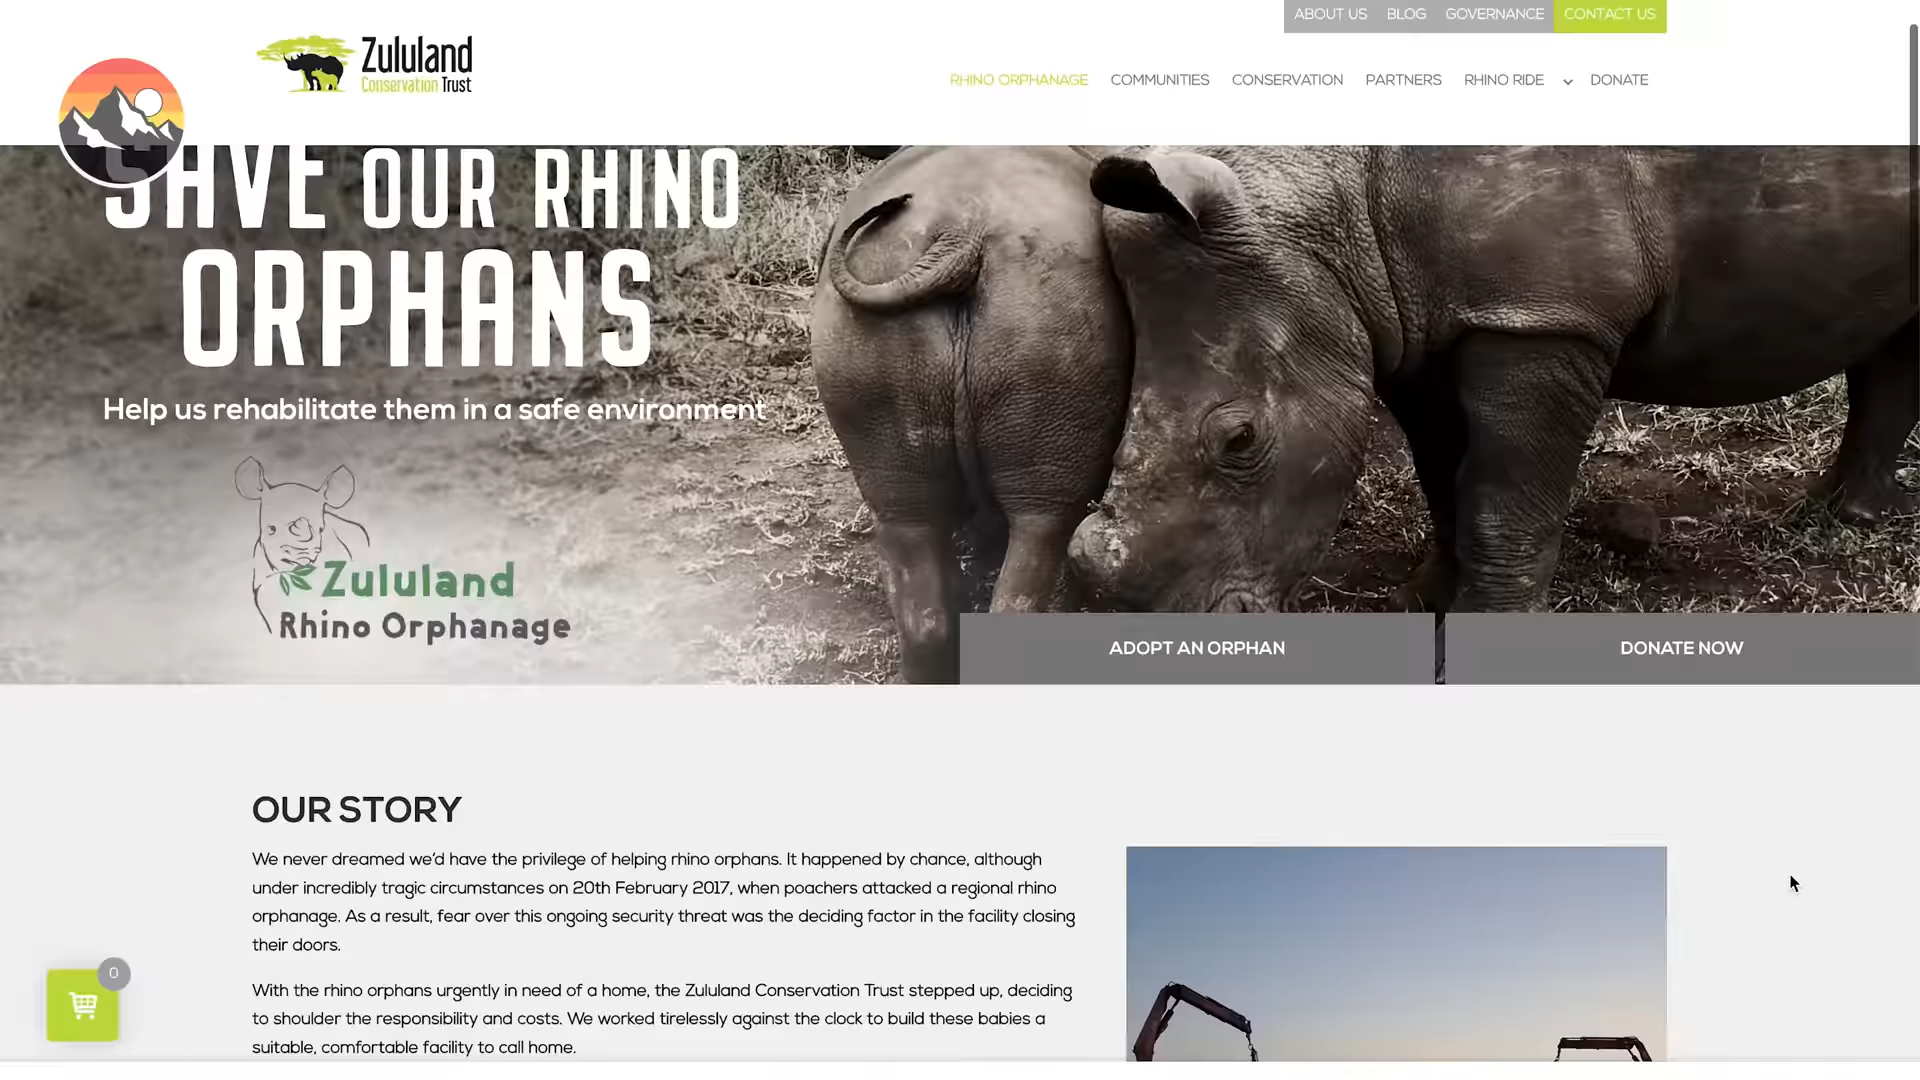 ABOUT US BLOG GOVERNANCE CONTACT US
Zululand
Conservation Trust
RHINO ORPHANAGE COMMUNITIES CONSERVATION PARTNERS RHINO RIDE DONATE
SAVE OUR RHINO
ORPHANS
Help us rehabilitate them in a safe environment
Zululand
Rhino Orphanage
ADOPT AN ORPHAN DONATE NOW
OUR STORY
We never dreamed we'd have the privilege of helping rhino orphans. It happened by chance, although
under incredibly tragic circumstances on 20th February 2017, when poachers attacked a regional rhino
orphanage. As a result, fear over this ongoing security threat was the deciding factor in the facility closing
their doors.
With the rhino orphans urgently in need of a home, the Zululand Conservation Trust stepped up, deciding
to shoulder the responsibility and costs. We worked tirelessly against the clock to build these babies a
suitable, comfortable facility to call home.
0